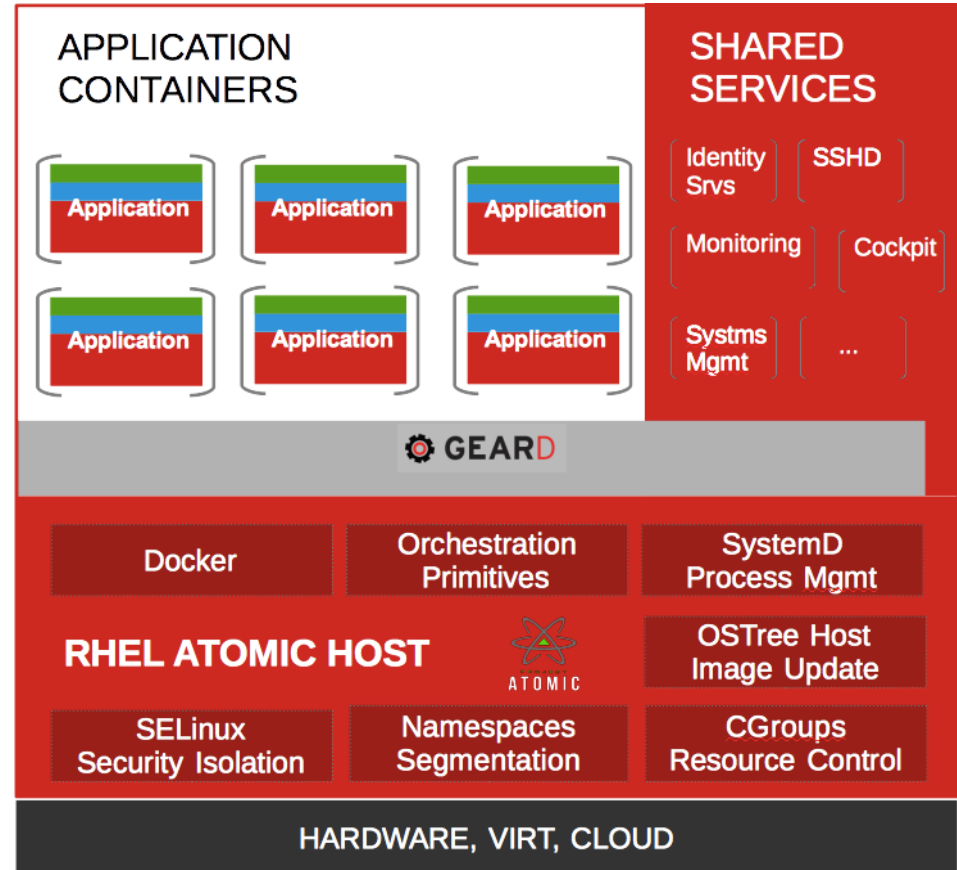 APPLICATION
CONTAINERS
SHARED
SERVICES
Application
Application
Application
Application
Application
Application
Identity
Srvs
SSHD
Monitoring
Cockpit
Systms
Mgmt
...
GEARD
Docker
Orchestration
Primitives
SystemD
Process Mgmt
RHEL ATOMIC HOST
ATOMIC
OSTree Host
Image Update
SELinux
Security Isolation
Namespaces
Segmentation
CGroups
Resource Control
HARDWARE, VIRT, CLOUD